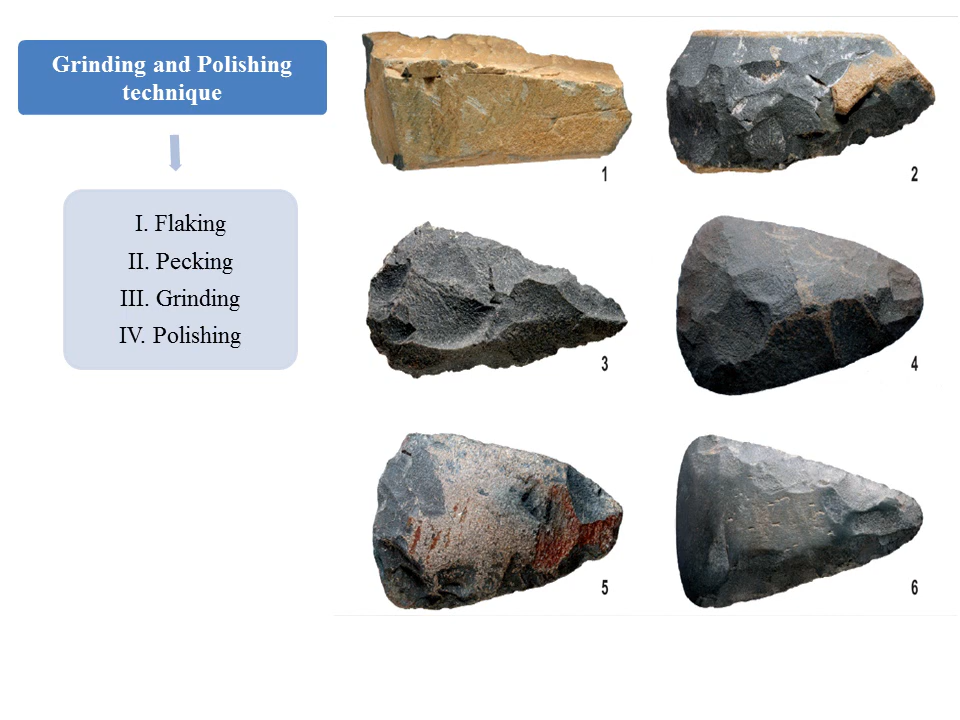 Grinding and Polishing
technique
I. Flaking
II. Pecking
III. Grinding
IV. Polishing
1
2
3
4
5
6